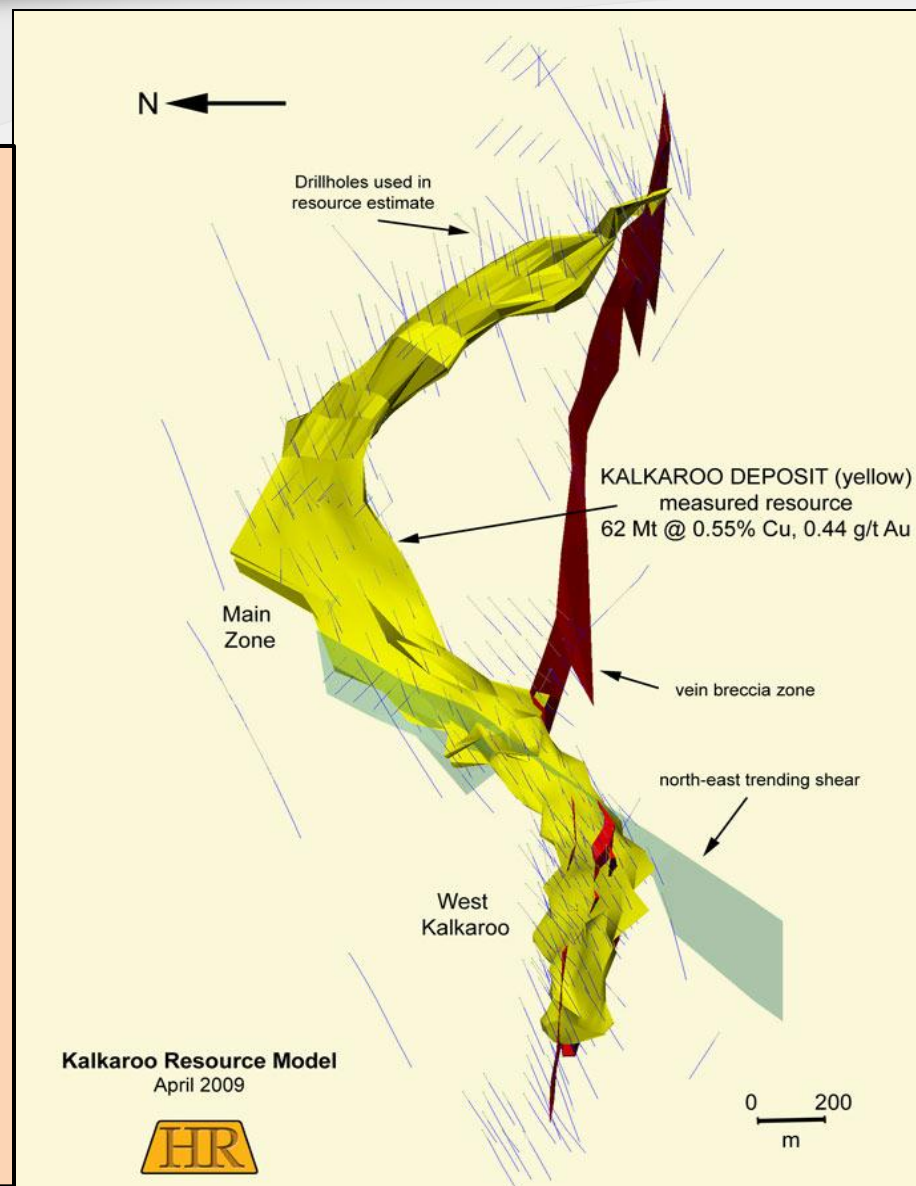 N
Drillholes used in
resource estimate
KALKAROO DEPOSIT (yellow)
measured resource
62 Mt @ 0.55% Cu, 0.44 g/t Au
Main
Zone
vein breccia zone
north-east trending shear
West
Kalkaroo
Kalkaroo Resource Model
April 2009
HR
0 200
m